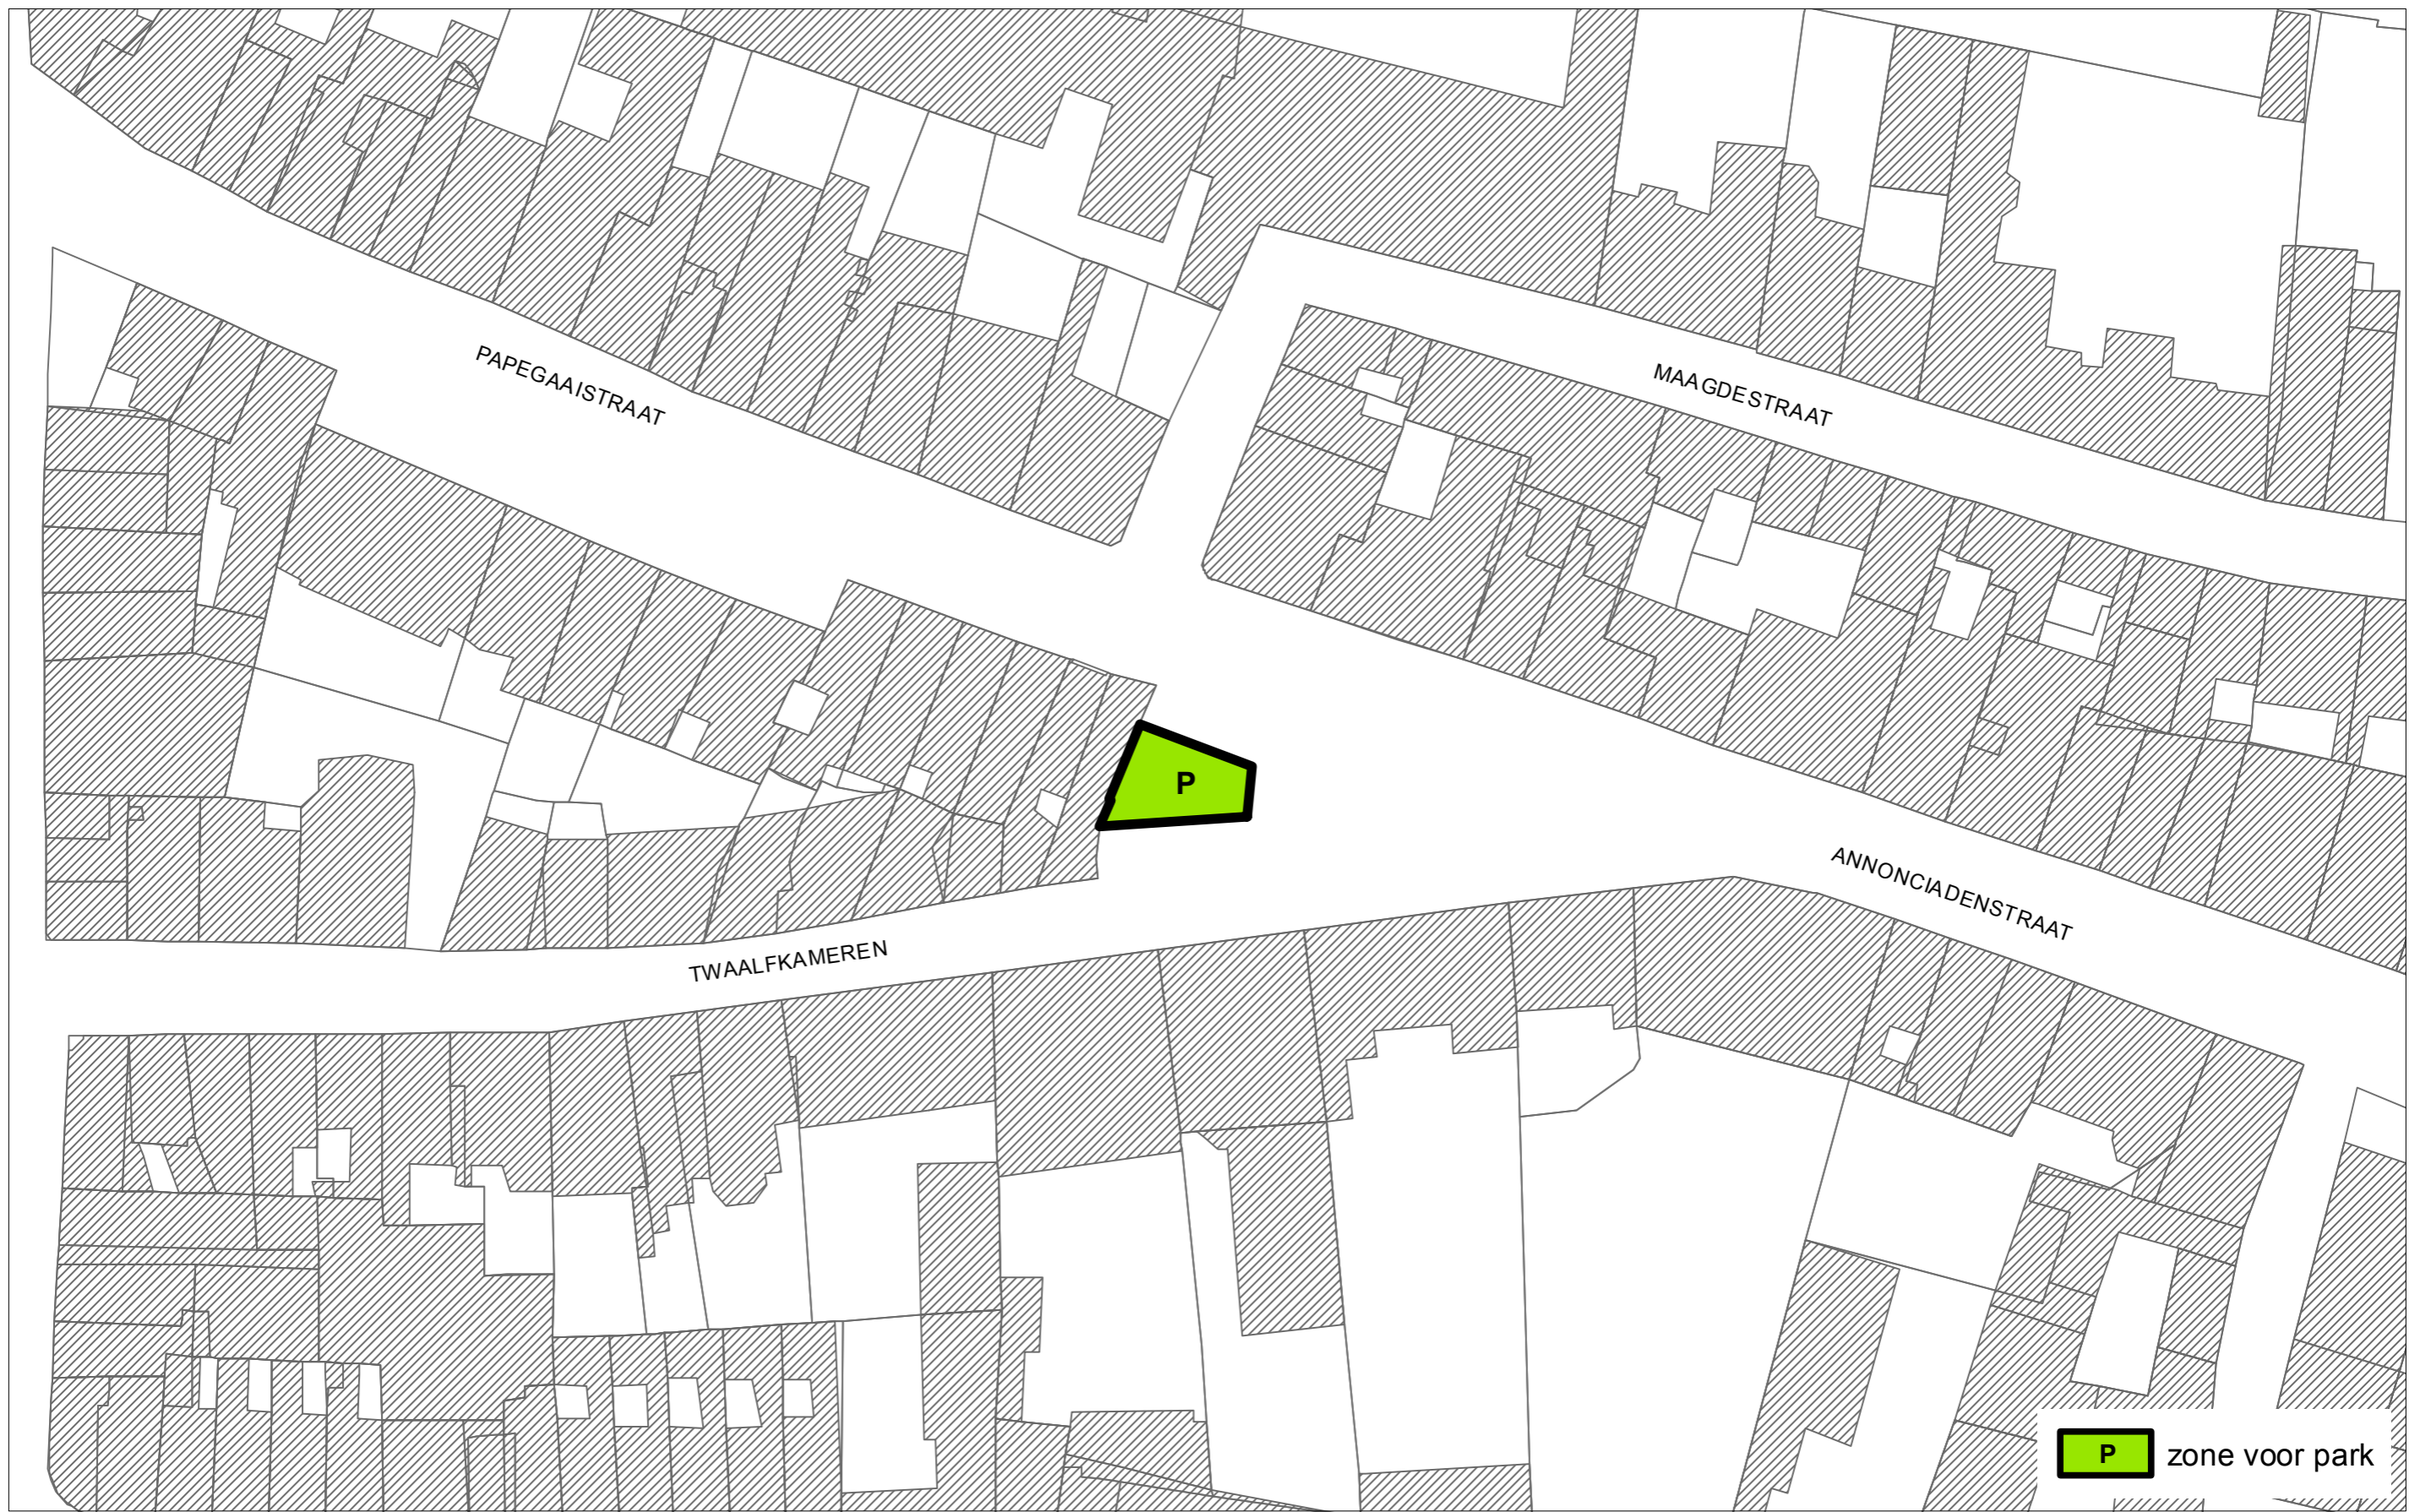 PAPEGAAISTRAAT
MAAGDESTRAAT
P
ANNONCIADENSTRAAT
TWAALFKAMEREN
P zone voor park